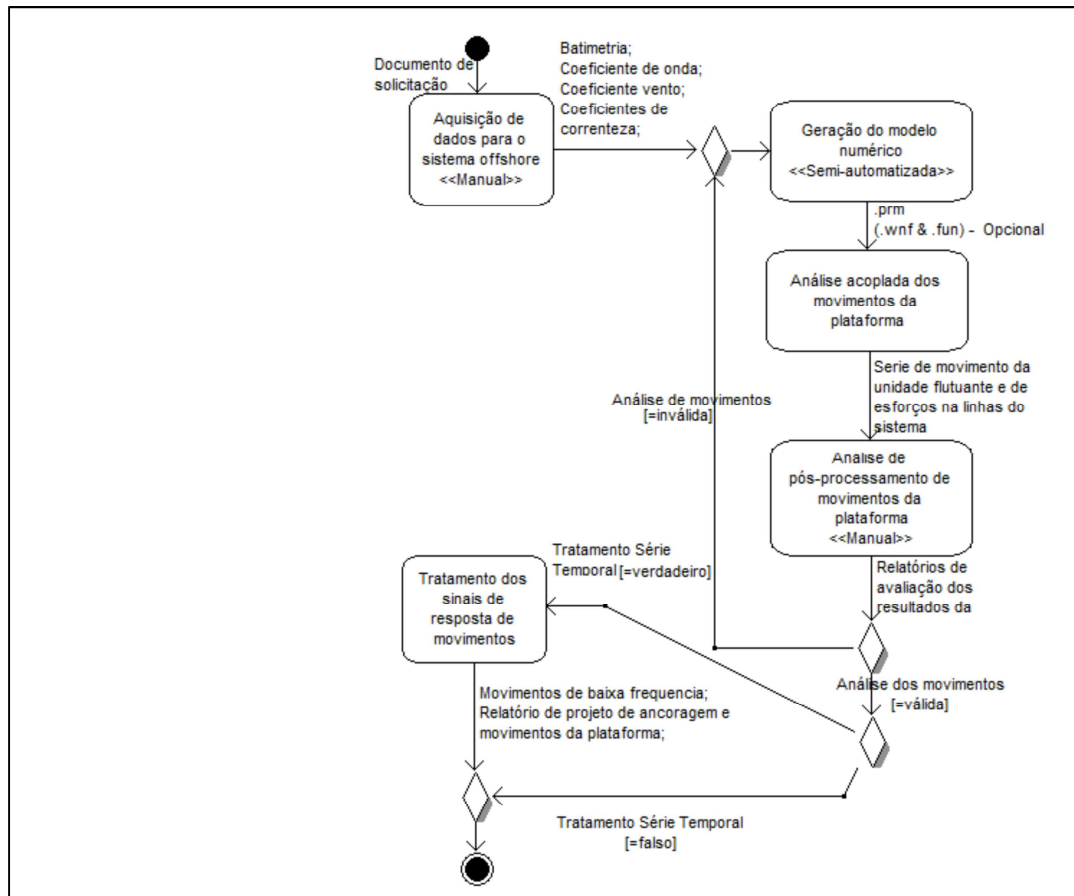 Documento de
solicitação
Aquisição de
dados para o
sistema offshore
<<Manual>>
Batimetria;
Coeficiente de onda;
Coeficiente vento;
Coeficientes de
correnteza;
Geração do modelo
numérico
<<Semi-automatizada>>
.prm
(.wnf & .fun) - Opcional
Análise acoplada dos
movimentos da
plataforma
Serie de movimento da
unidade flutuante e de
esforços na linhas do
sistema
Análise de movimentos
[=inválida]
Analise de
pós-processamento de
movimentos da
plataforma
<<Manual>>
Relatórios de
avaliação dos
resultados da
Tratamento Série
Temporal
[=verdadeiro]
Tratamento dos
sinais de
resposta de
movimentos
Análise dos movimentos
[=válida]
Movimentos de baixa frequencia;
Relatório de projeto de ancoragem e
movimentos da plataforma;
Tratamento Série Temporal
[=falso]